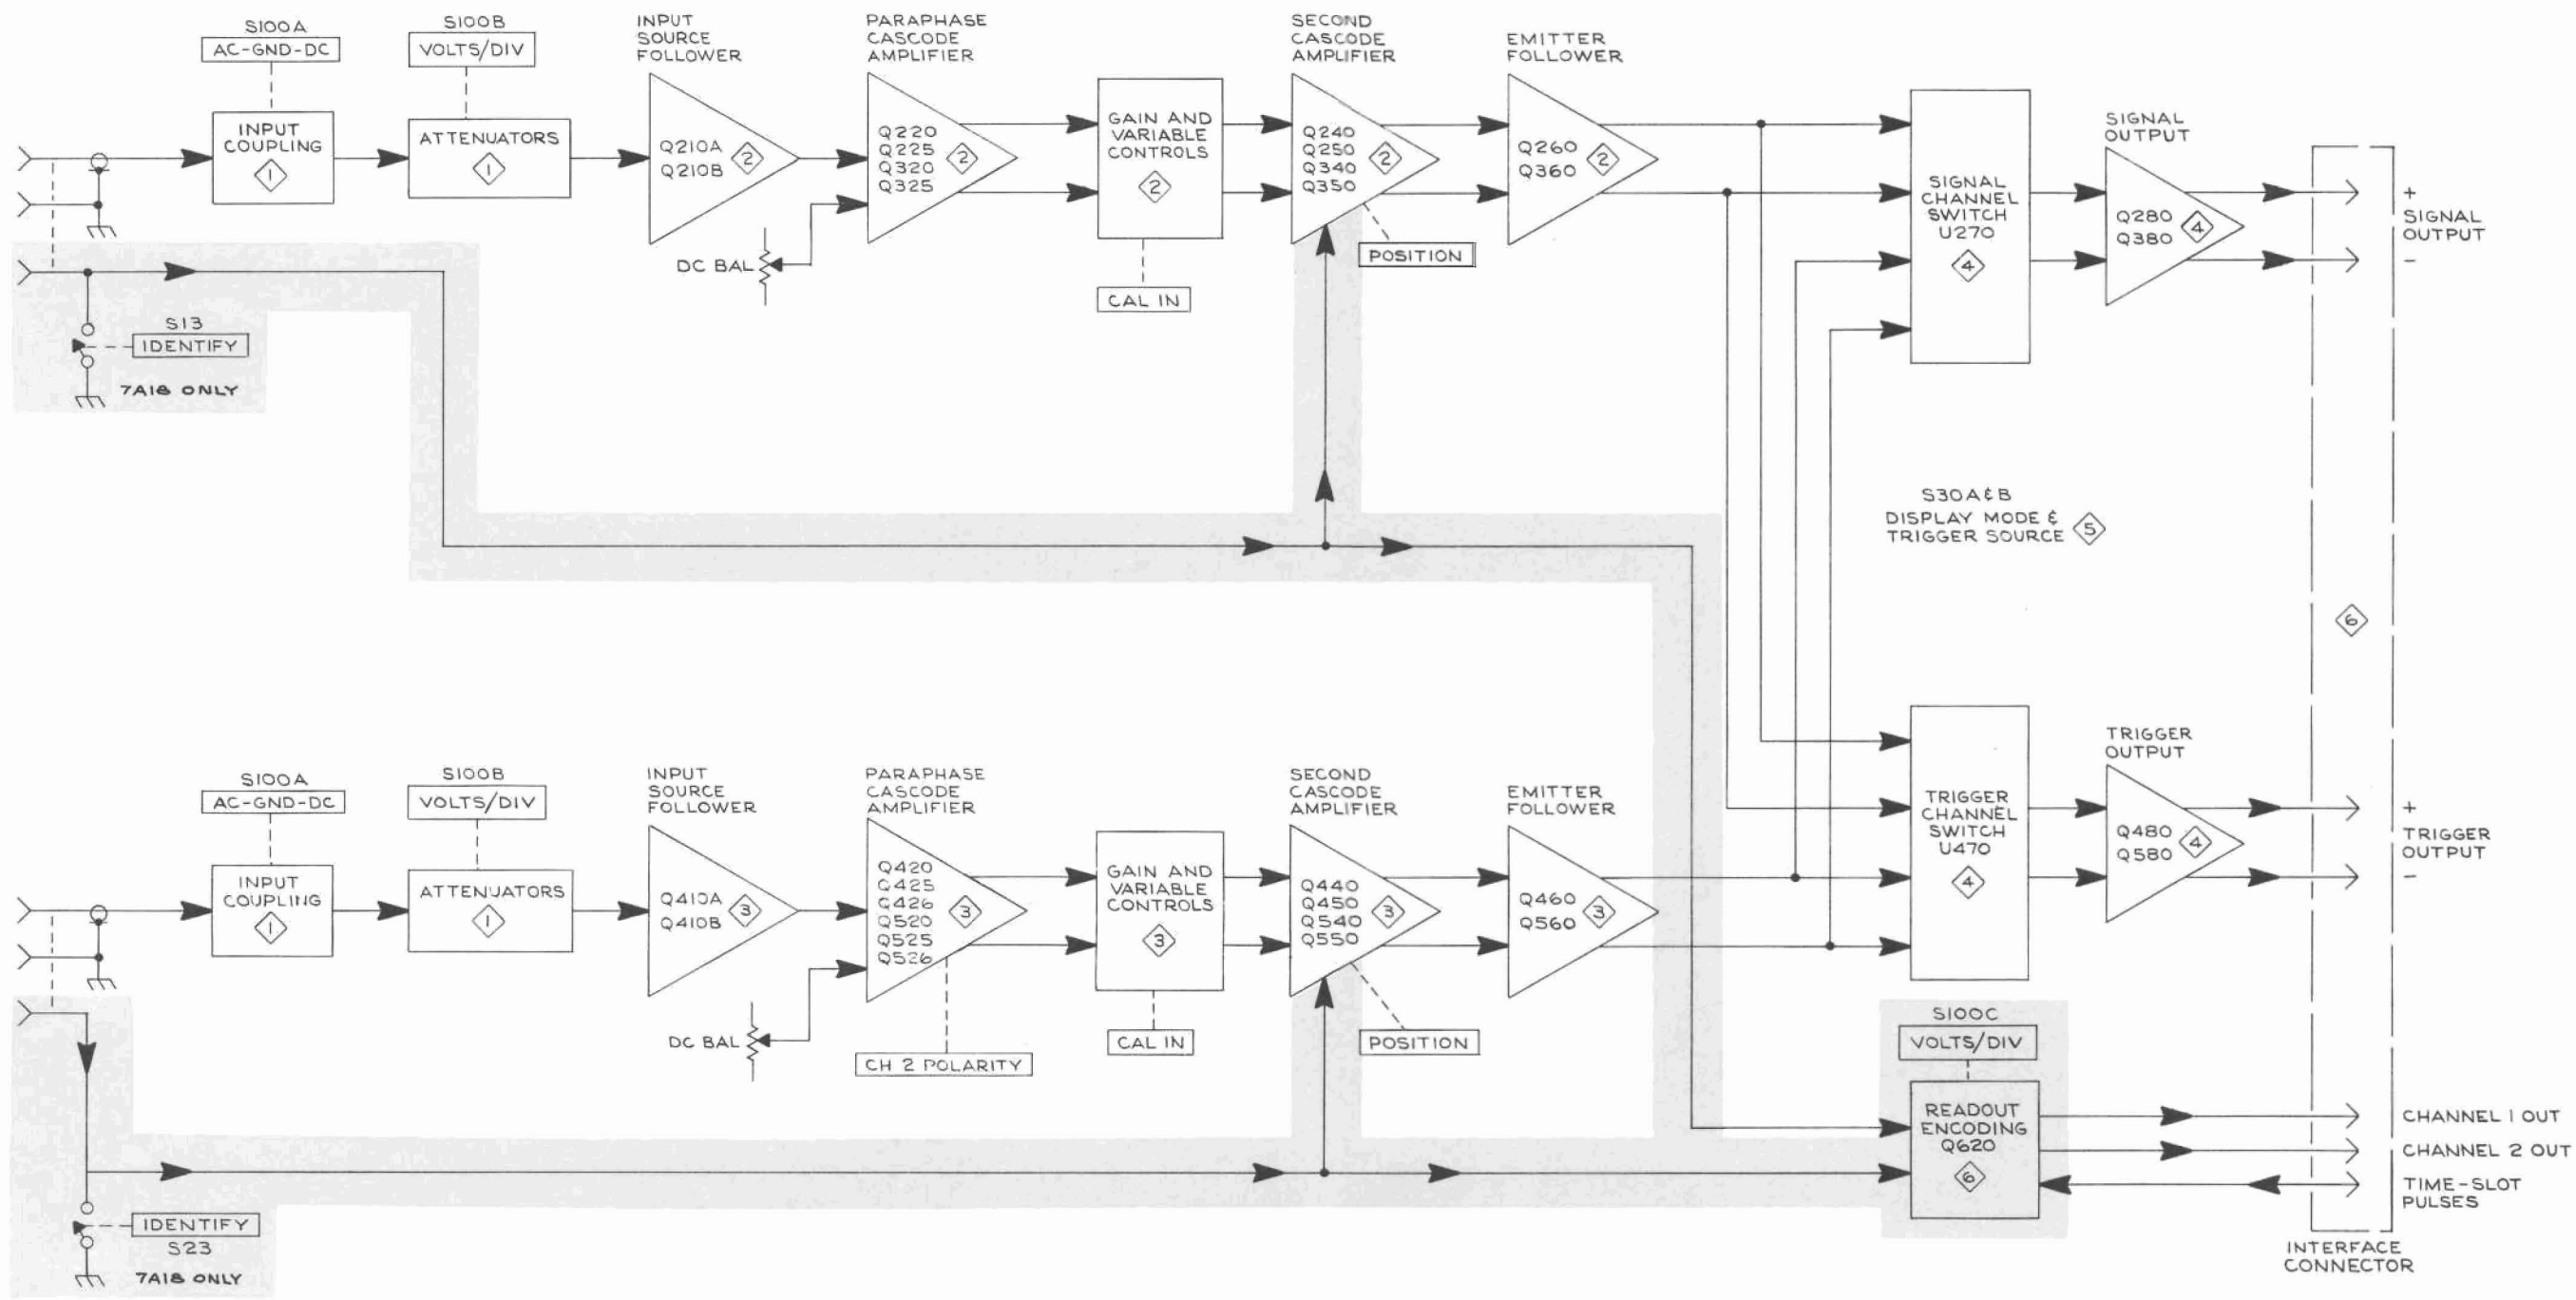 S100A
AC-GND-DC
INPUT
COUPLING
1
S100B
VOLTS/DIV
ATTENUATORS
1
INPUT
SOURCE
FOLLOWER
Q210A
Q210B
2
PARAPHASE
CASCODE
AMPLIFIER
Q220
Q225
Q320
Q325
2
DC BAL
GAIN AND
VARIABLE
CONTROLS
2
CAL IN
SECOND
CASCODE
AMPLIFIER
Q240
Q250
Q340
Q350
2
POSITION
EMITTER
FOLLOWER
Q260
Q360
2
SIGNAL
CHANNEL
SWITCH
U270
4
SIGNAL
OUTPUT
Q280
Q380
4
+
SIGNAL
OUTPUT
-
S13
IDENTIFY
7A18 ONLY
S30A&B
DISPLAY MODE &
TRIGGER SOURCE
5
6
S100A
AC-GND-DC
INPUT
COUPLING
1
S100B
VOLTS/DIV
ATTENUATORS
1
INPUT
SOURCE
FOLLOWER
Q410A
Q410B
3
PARAPHASE
CASCODE
AMPLIFIER
Q420
Q425
Q426
Q520
Q525
Q526
3
DC BAL
CH 2 POLARITY
GAIN AND
VARIABLE
CONTROLS
3
CAL IN
SECOND
CASCODE
AMPLIFIER
Q440
Q450
Q540
Q550
3
POSITION
EMITTER
FOLLOWER
Q460
Q560
3
TRIGGER
CHANNEL
SWITCH
U470
4
TRIGGER
OUTPUT
Q480
Q580
4
+
TRIGGER
OUTPUT
-
S100C
VOLTS/DIV
READOUT
ENCODING
Q620
6
CHANNEL 1 OUT
CHANNEL 2 OUT
TIME-SLOT
PULSES
IDENTIFY
S23
7A18 ONLY
INTERFACE
CONNECTOR